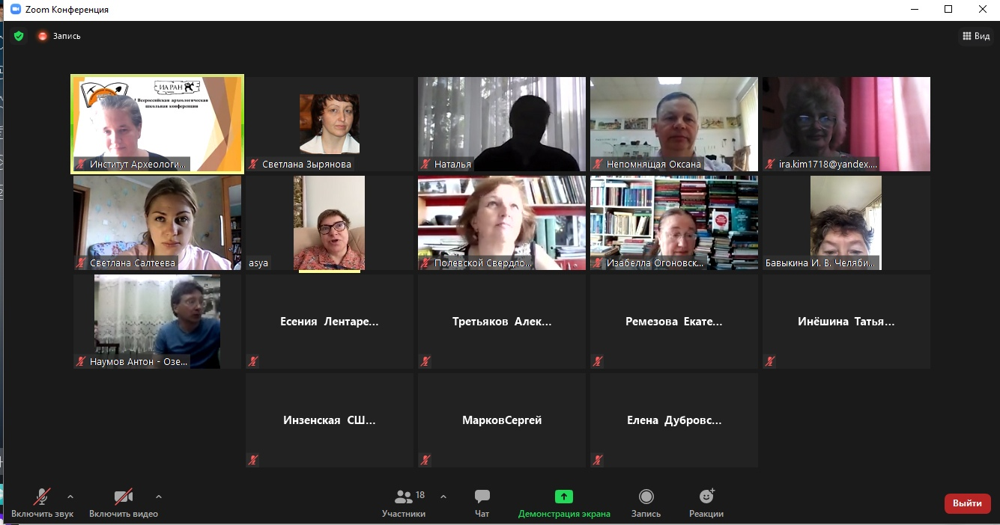 Zoom Конференция
Запись
Вид
ИА РАН
I Всероссийская археологическая
школьная конференция
Институт Археологи...
Светлана Зырянова
Наталья
Непомнящая Оксана
ira.kim1718@yandex....
Светлана Салтеева
asya
Полевской Свердло...
Изабелла Огоновск...
Бавыкина И. В. Челяби...
Наумов Антон - Озе...
Есения Лентаре...
Третьяков Алек...
Ремезова Екате...
Инёшина Татья...
Инзенская СШ...
МарковСергей
Елена Дубровс...
Включить звук
Включить видео
18
Участники
Чат
Демонстрация экрана
Запись
Реакции
Выйти